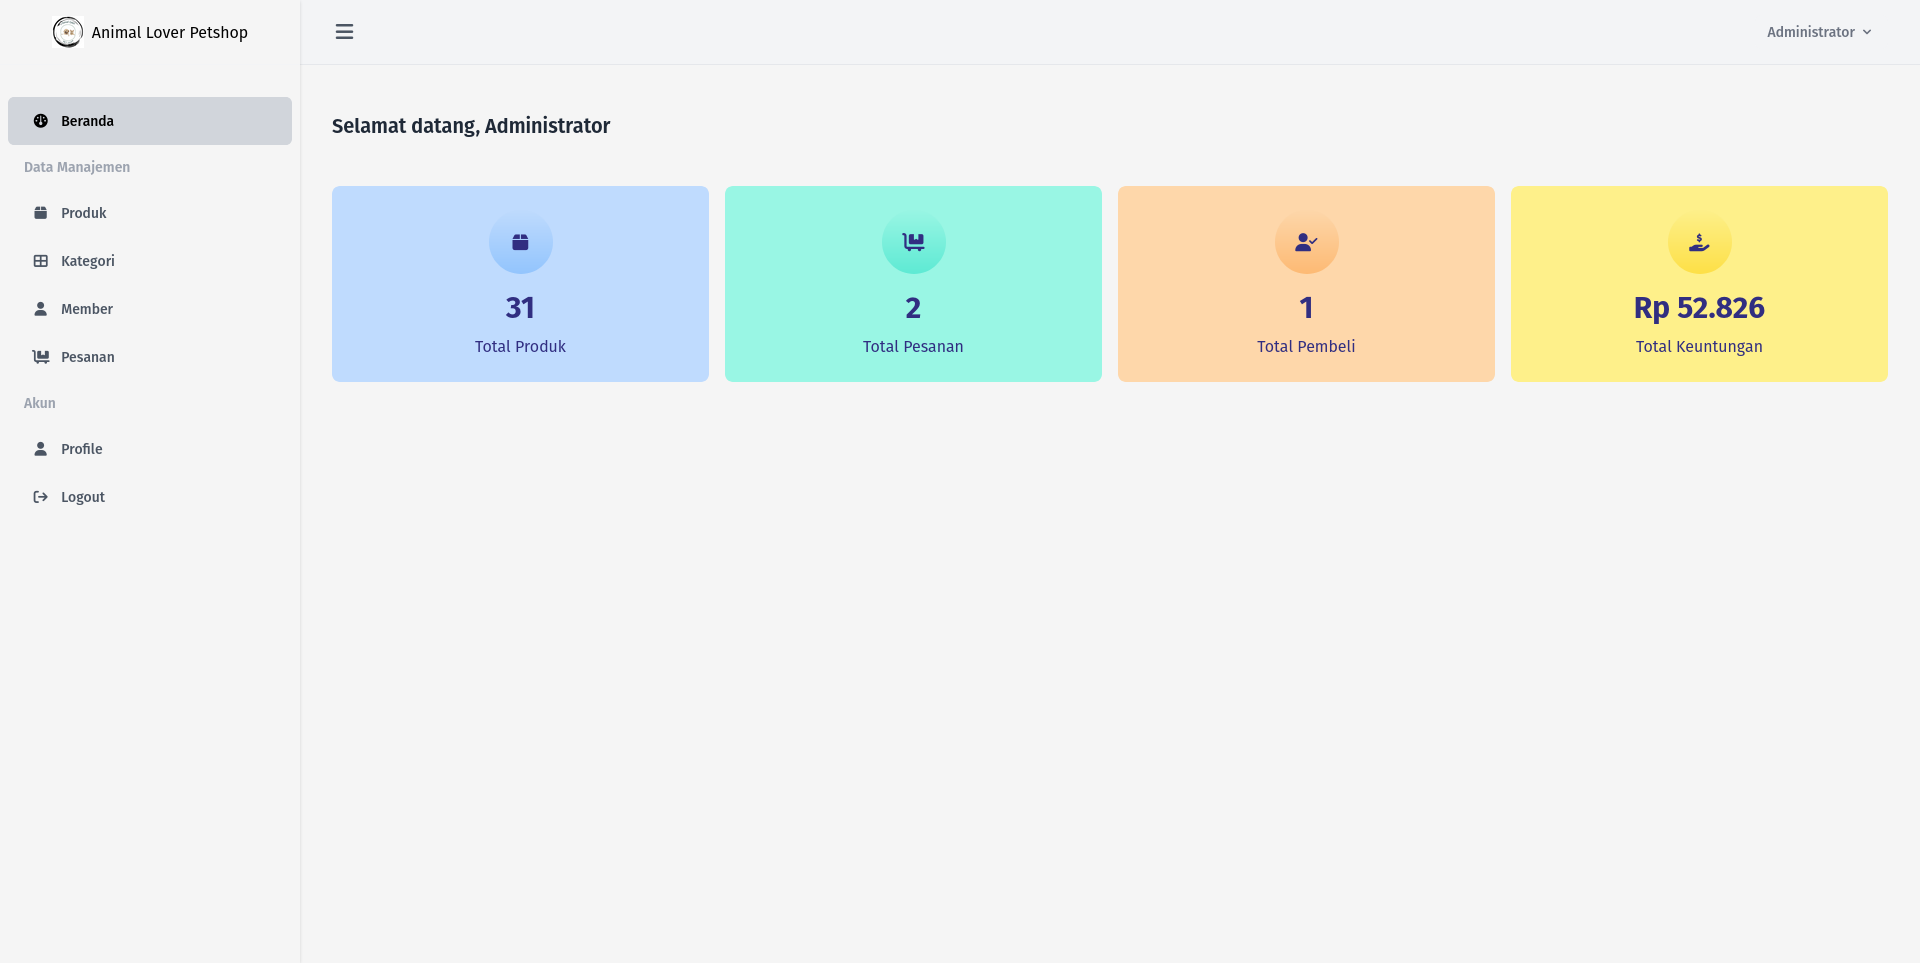 Animal Lover Petshop
Administrator
Beranda
Data Manajemen
Produk
Kategori
Member
Pesanan
Akun
Profile
Logout
Selamat datang, Administrator
31
Total Produk
2
Total Pesanan
1
Total Pembeli
Rp 52.826
Total Keuntungan